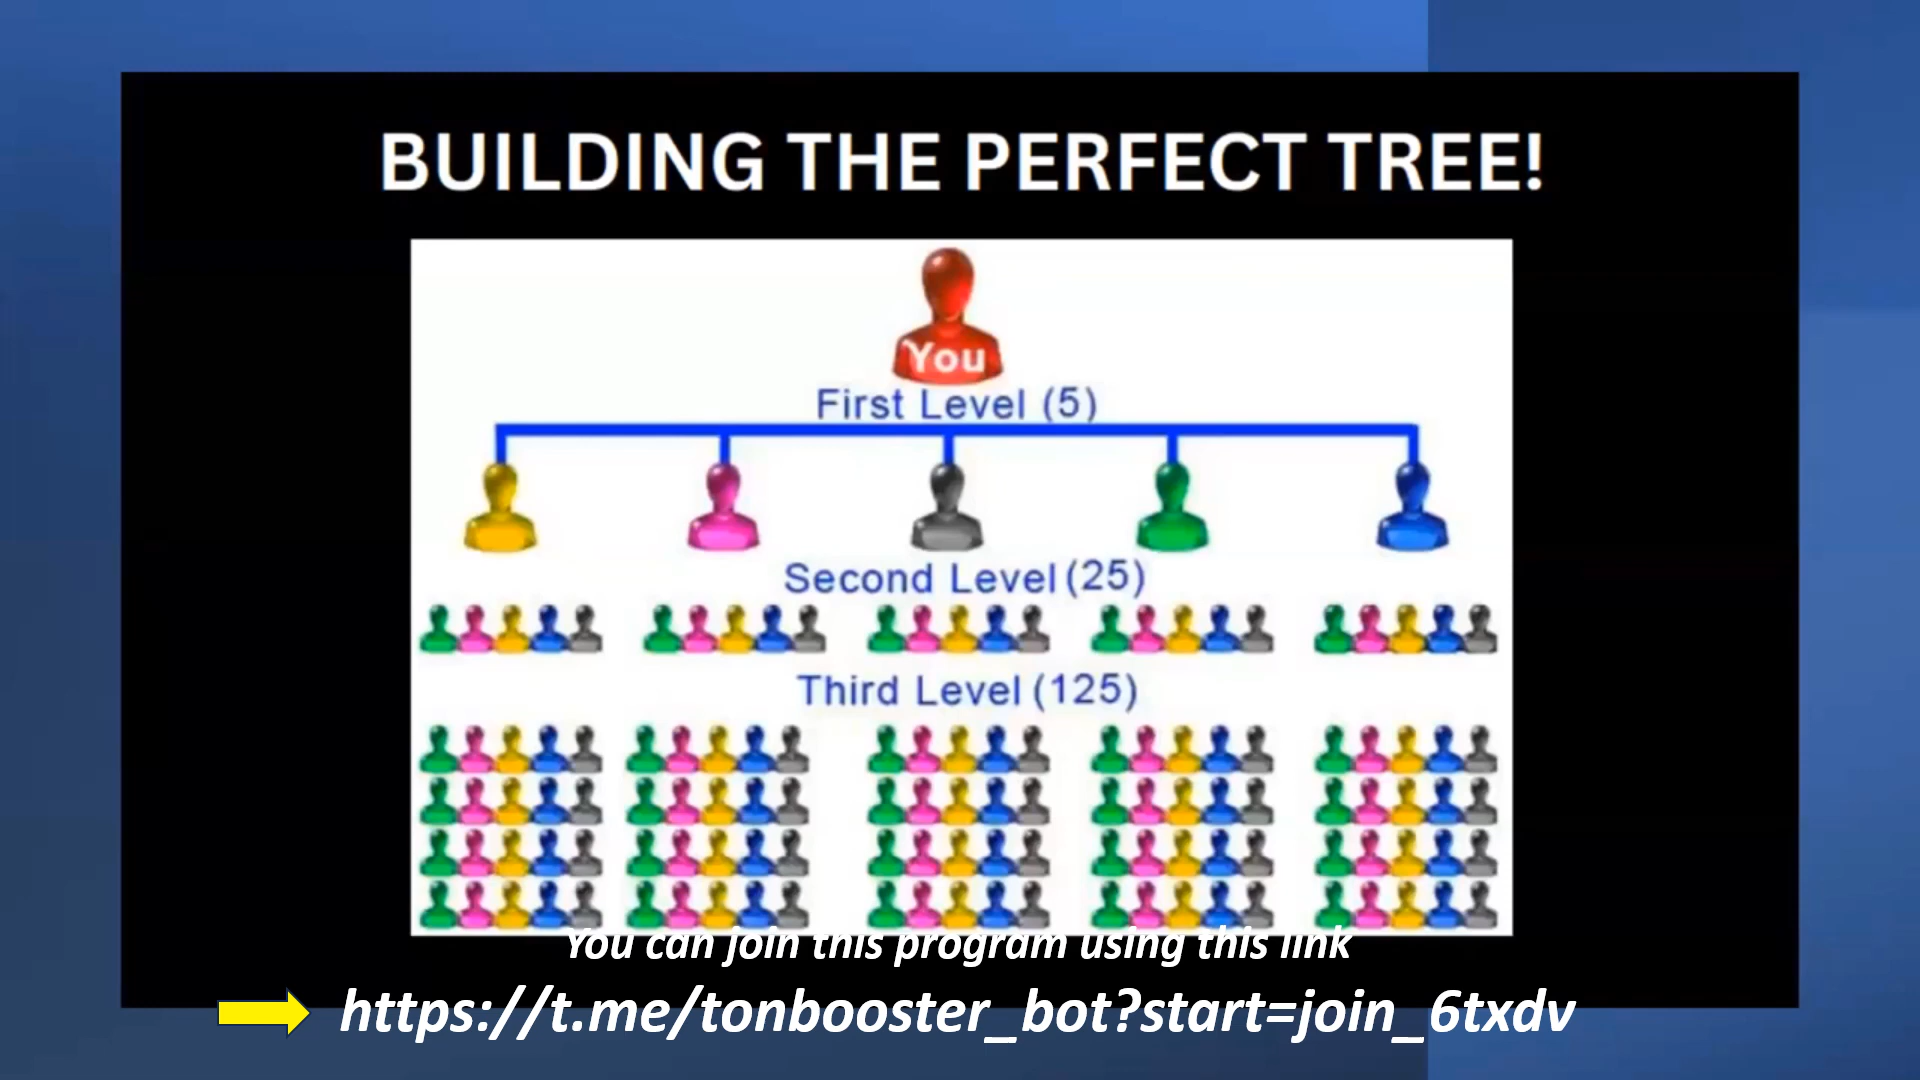 BUILDING THE PERFECT TREE!
You
First Level (5)
Second Level (25)
Third Level (125)
You can join this program using this link
https://t.me/tonbooster_bot?start=join_6txdv